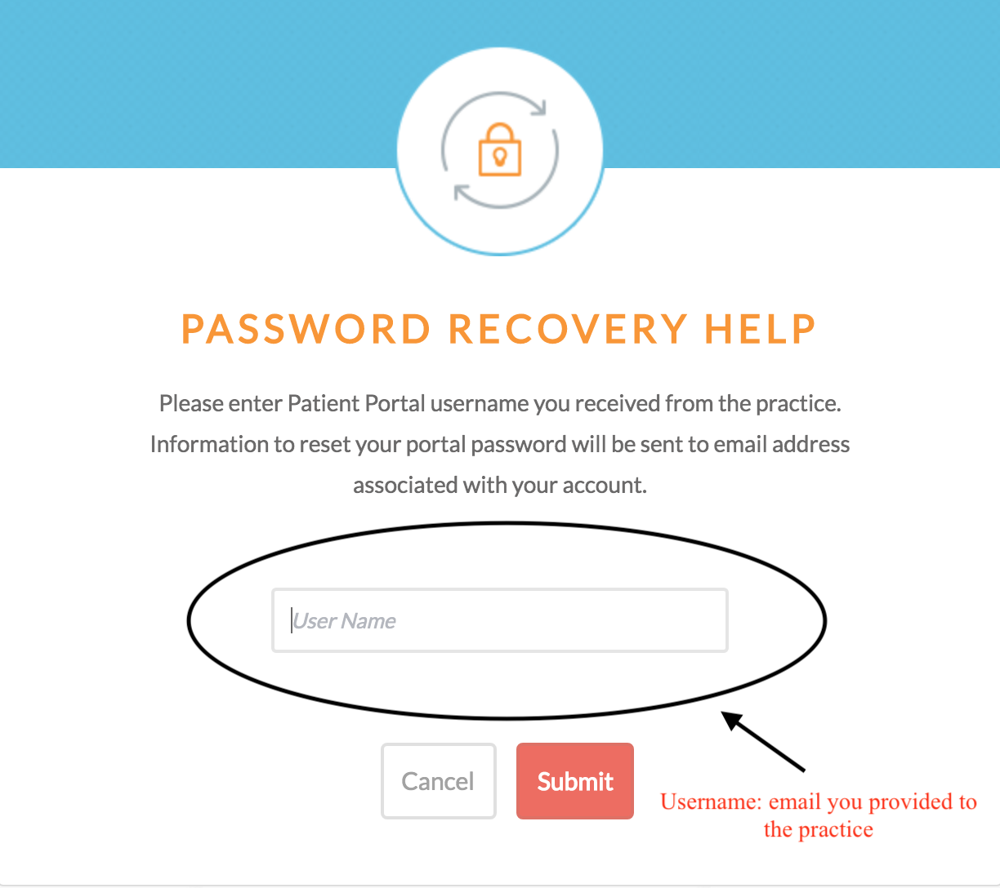 PASSWORD RECOVERY HELP
Please enter Patient Portal username you received from the practice.
Information to reset your portal password will be sent to email address
associated with your account.
User Name
Cancel
Submit
Username: email you provided to
the practice